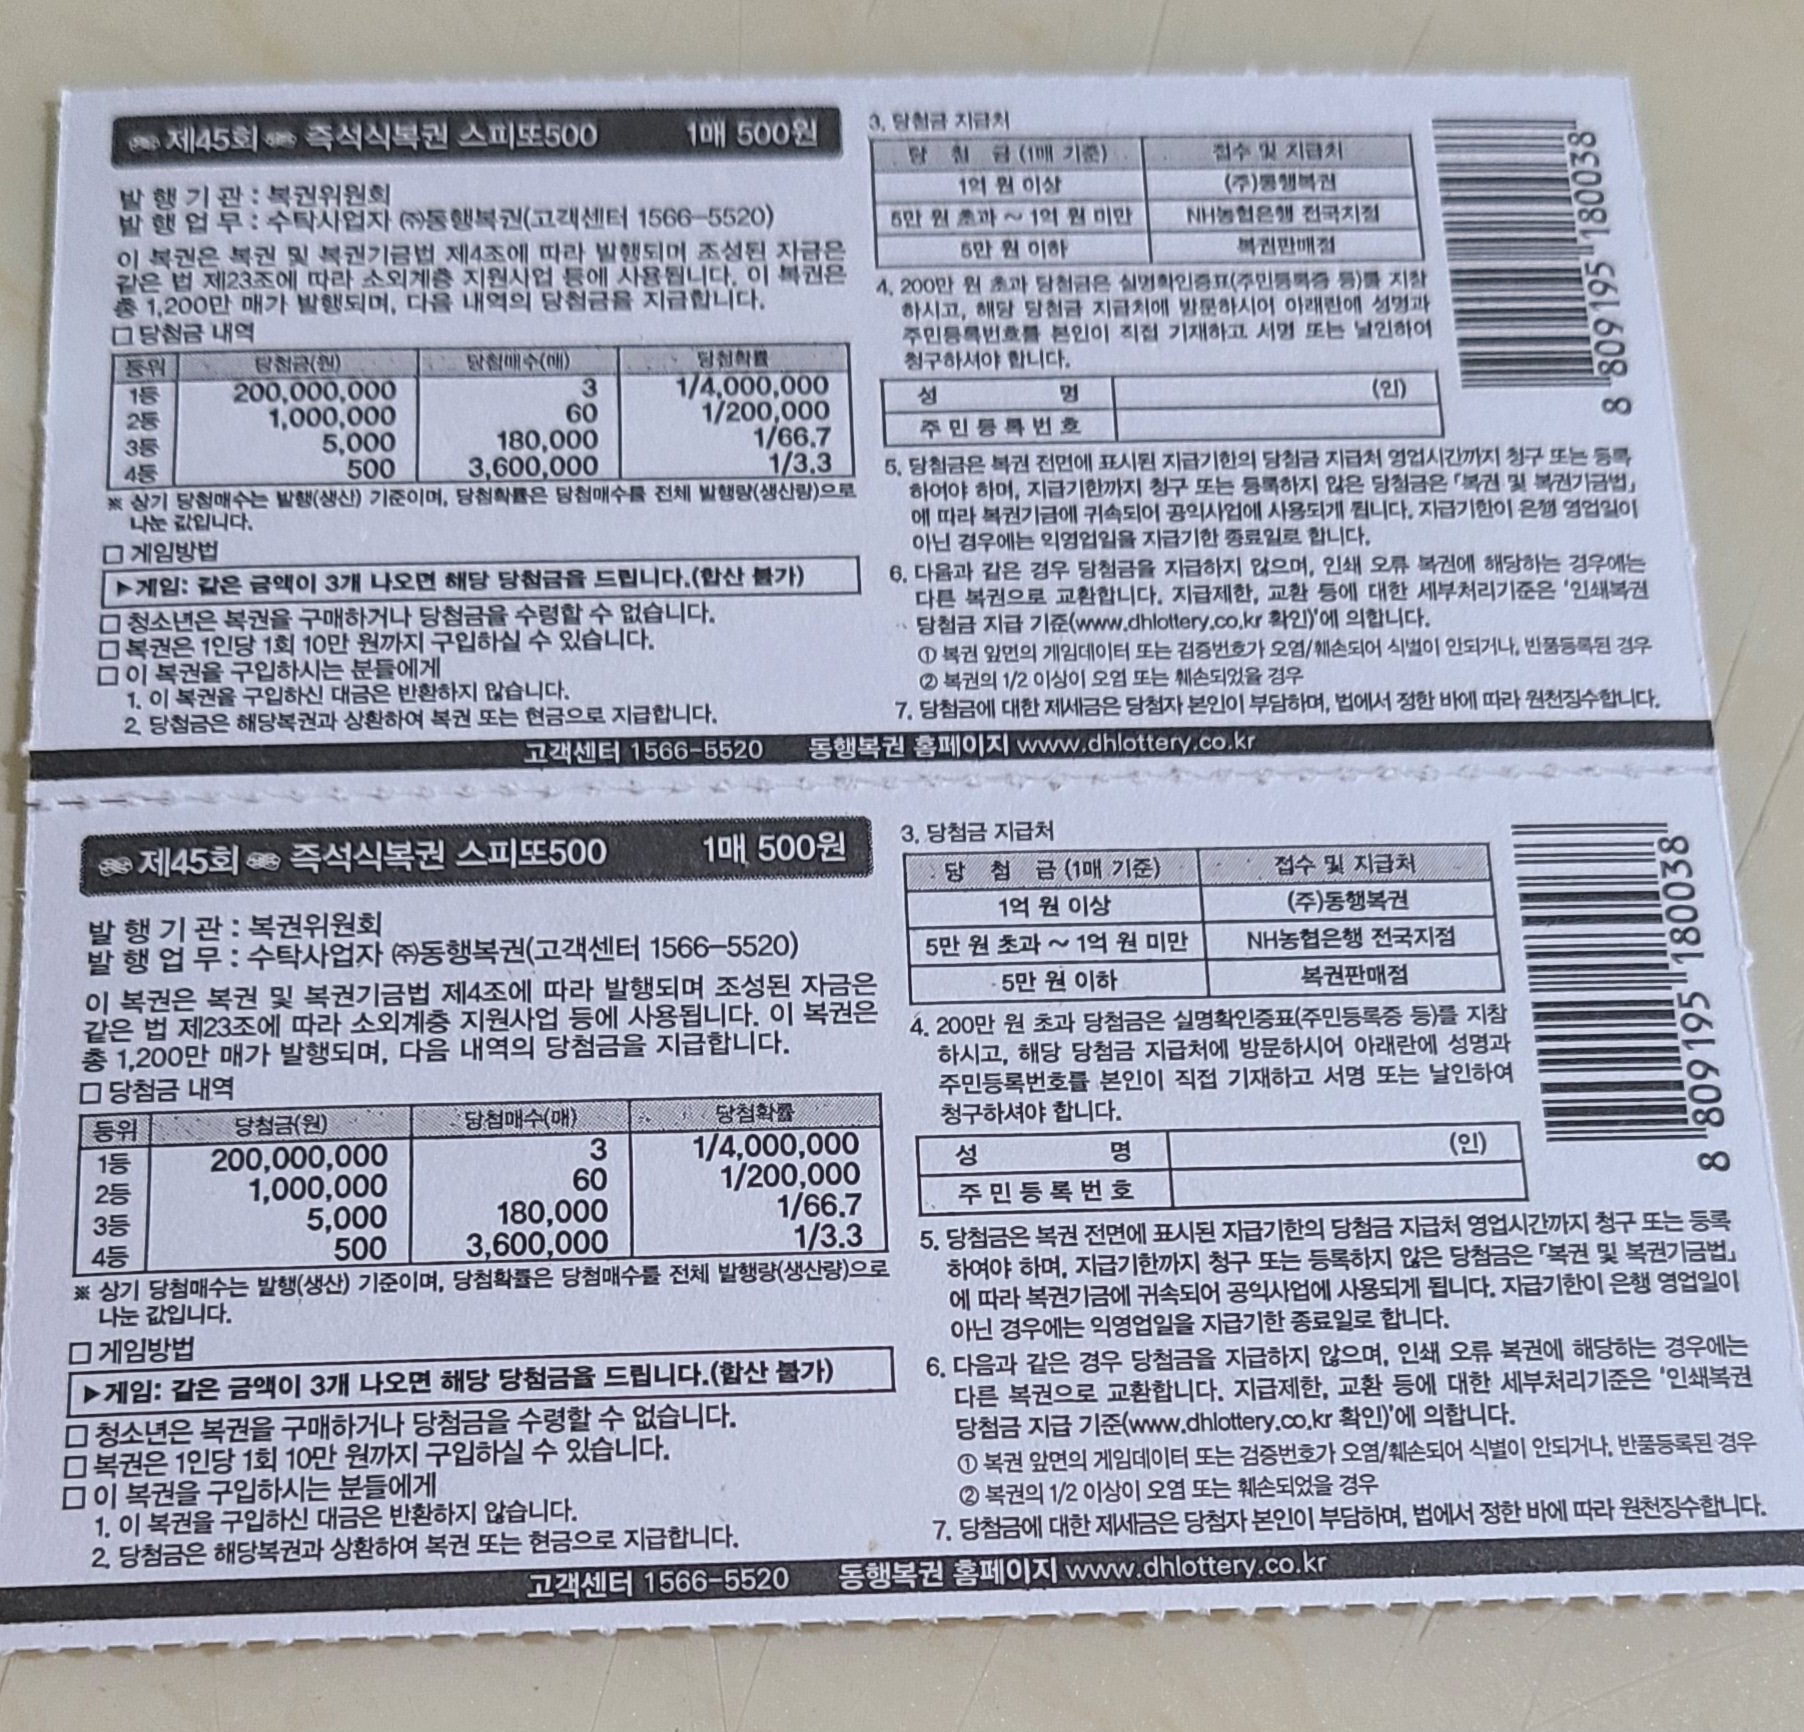 제45회 즉석식복권 스피또500 1매 500원
발 행 기 관 : 복권위원회
발 행 업 무 : 수탁사업자 ㈜동행복권(고객센터 1566-5520)
이 복권은 복권 및 복권기금법 제4조에 따라 발행되며 조성된 자금은
같은 법 제23조에 따라 소외계층 지원사업 등에 사용됩니다. 이 복권은
총 1,200만 매가 발행되며, 다음 내역의 당첨금을 지급합니다.
□ 당첨금 내역
등위 당첨금(원) 당첨매수(매) 당첨확률
1등 200,000,000 3 1/4,000,000
2등 1,000,000 60 1/200,000
3등 5,000 180,000 1/66.7
4등 500 3,600,000 1/3.3
※ 상기 당첨매수는 발행(생산) 기준이며, 당첨확률은 당첨매수를 전체 발행량(생산량)으로
나눈 값입니다.
□ 게임방법
▶게임: 같은 금액이 3개 나오면 해당 당첨금을 드립니다.(합산 불가)
□ 청소년은 복권을 구매하거나 당첨금을 수령할 수 없습니다.
□ 복권은 1인당 1회 10만 원까지 구입하실 수 있습니다.
□ 이 복권을 구입하시는 분들에게
1. 이 복권을 구입하신 대금은 반환하지 않습니다.
2. 당첨금은 해당복권과 상환하여 복권 또는 현금으로 지급합니다.
3. 당첨금 지급처
당 첨 금 (1매 기준) 접수 및 지급처
1억 원 이상 (주)동행복권
5만 원 초과 ~ 1억 원 미만 NH농협은행 전국지점
5만 원 이하 복권판매점
4. 200만 원 초과 당첨금은 실명확인증표(주민등록증 등)를 지참
하시고, 해당 당첨금 지급처에 방문하시어 아래란에 성명과
주민등록번호를 본인이 직접 기재하고 서명 또는 날인하여
청구하셔야 합니다.
성 명 (인)
주 민 등 록 번 호
5. 당첨금은 복권 전면에 표시된 지급기한의 당첨금 지급처 영업시간까지 청구 또는 등록
하여야 하며, 지급기한까지 청구 또는 등록하지 않은 당첨금은 「복권 및 복권기금법」
에 따라 복권기금에 귀속되어 공익사업에 사용되게 됩니다. 지급기한이 은행 영업일이
아닌 경우에는 익영업일을 지급기한 종료일로 합니다.
6. 다음과 같은 경우 당첨금을 지급하지 않으며, 인쇄 오류 복권에 해당하는 경우에는
다른 복권으로 교환합니다. 지급제한, 교환 등에 대한 세부처리기준은 '인쇄복권
당첨금 지급 기준(www.dhlottery.co.kr 확인)'에 의합니다.
① 복권 앞면의 게임데이터 또는 검증번호가 오염/훼손되어 식별이 안되거나, 반품등록된 경우
② 복권의 1/2 이상이 오염 또는 훼손되었을 경우
7. 당첨금에 대한 제세금은 당첨자 본인이 부담하며, 법에서 정한 바에 따라 원천징수합니다.
8 809195 180038
고객센터 1566-5520 동행복권 홈페이지 www.dhlottery.co.kr
제45회 즉석식복권 스피또500 1매 500원
발 행 기 관 : 복권위원회
발 행 업 무 : 수탁사업자 ㈜동행복권(고객센터 1566-5520)
이 복권은 복권 및 복권기금법 제4조에 따라 발행되며 조성된 자금은
같은 법 제23조에 따라 소외계층 지원사업 등에 사용됩니다. 이 복권은
총 1,200만 매가 발행되며, 다음 내역의 당첨금을 지급합니다.
□ 당첨금 내역
등위 당첨금(원) 당첨매수(매) 당첨확률
1등 200,000,000 3 1/4,000,000
2등 1,000,000 60 1/200,000
3등 5,000 180,000 1/66.7
4등 500 3,600,000 1/3.3
※ 상기 당첨매수는 발행(생산) 기준이며, 당첨확률은 당첨매수를 전체 발행량(생산량)으로
나눈 값입니다.
□ 게임방법
▶게임: 같은 금액이 3개 나오면 해당 당첨금을 드립니다.(합산 불가)
□ 청소년은 복권을 구매하거나 당첨금을 수령할 수 없습니다.
□ 복권은 1인당 1회 10만 원까지 구입하실 수 있습니다.
□ 이 복권을 구입하시는 분들에게
1. 이 복권을 구입하신 대금은 반환하지 않습니다.
2. 당첨금은 해당복권과 상환하여 복권 또는 현금으로 지급합니다.
3. 당첨금 지급처
당 첨 금 (1매 기준) 접수 및 지급처
1억 원 이상 (주)동행복권
5만 원 초과 ~ 1억 원 미만 NH농협은행 전국지점
5만 원 이하 복권판매점
4. 200만 원 초과 당첨금은 실명확인증표(주민등록증 등)를 지참
하시고, 해당 당첨금 지급처에 방문하시어 아래란에 성명과
주민등록번호를 본인이 직접 기재하고 서명 또는 날인하여
청구하셔야 합니다.
성 명 (인)
주 민 등 록 번 호
5. 당첨금은 복권 전면에 표시된 지급기한의 당첨금 지급처 영업시간까지 청구 또는 등록
하여야 하며, 지급기한까지 청구 또는 등록하지 않은 당첨금은 「복권 및 복권기금법」
에 따라 복권기금에 귀속되어 공익사업에 사용되게 됩니다. 지급기한이 은행 영업일이
아닌 경우에는 익영업일을 지급기한 종료일로 합니다.
6. 다음과 같은 경우 당첨금을 지급하지 않으며, 인쇄 오류 복권에 해당하는 경우에는
다른 복권으로 교환합니다. 지급제한, 교환 등에 대한 세부처리기준은 '인쇄복권
당첨금 지급 기준(www.dhlottery.co.kr 확인)'에 의합니다.
① 복권 앞면의 게임데이터 또는 검증번호가 오염/훼손되어 식별이 안되거나, 반품등록된 경우
② 복권의 1/2 이상이 오염 또는 훼손되었을 경우
7. 당첨금에 대한 제세금은 당첨자 본인이 부담하며, 법에서 정한 바에 따라 원천징수합니다.
8 809195 180038
고객센터 1566-5520 동행복권 홈페이지 www.dhlottery.co.kr